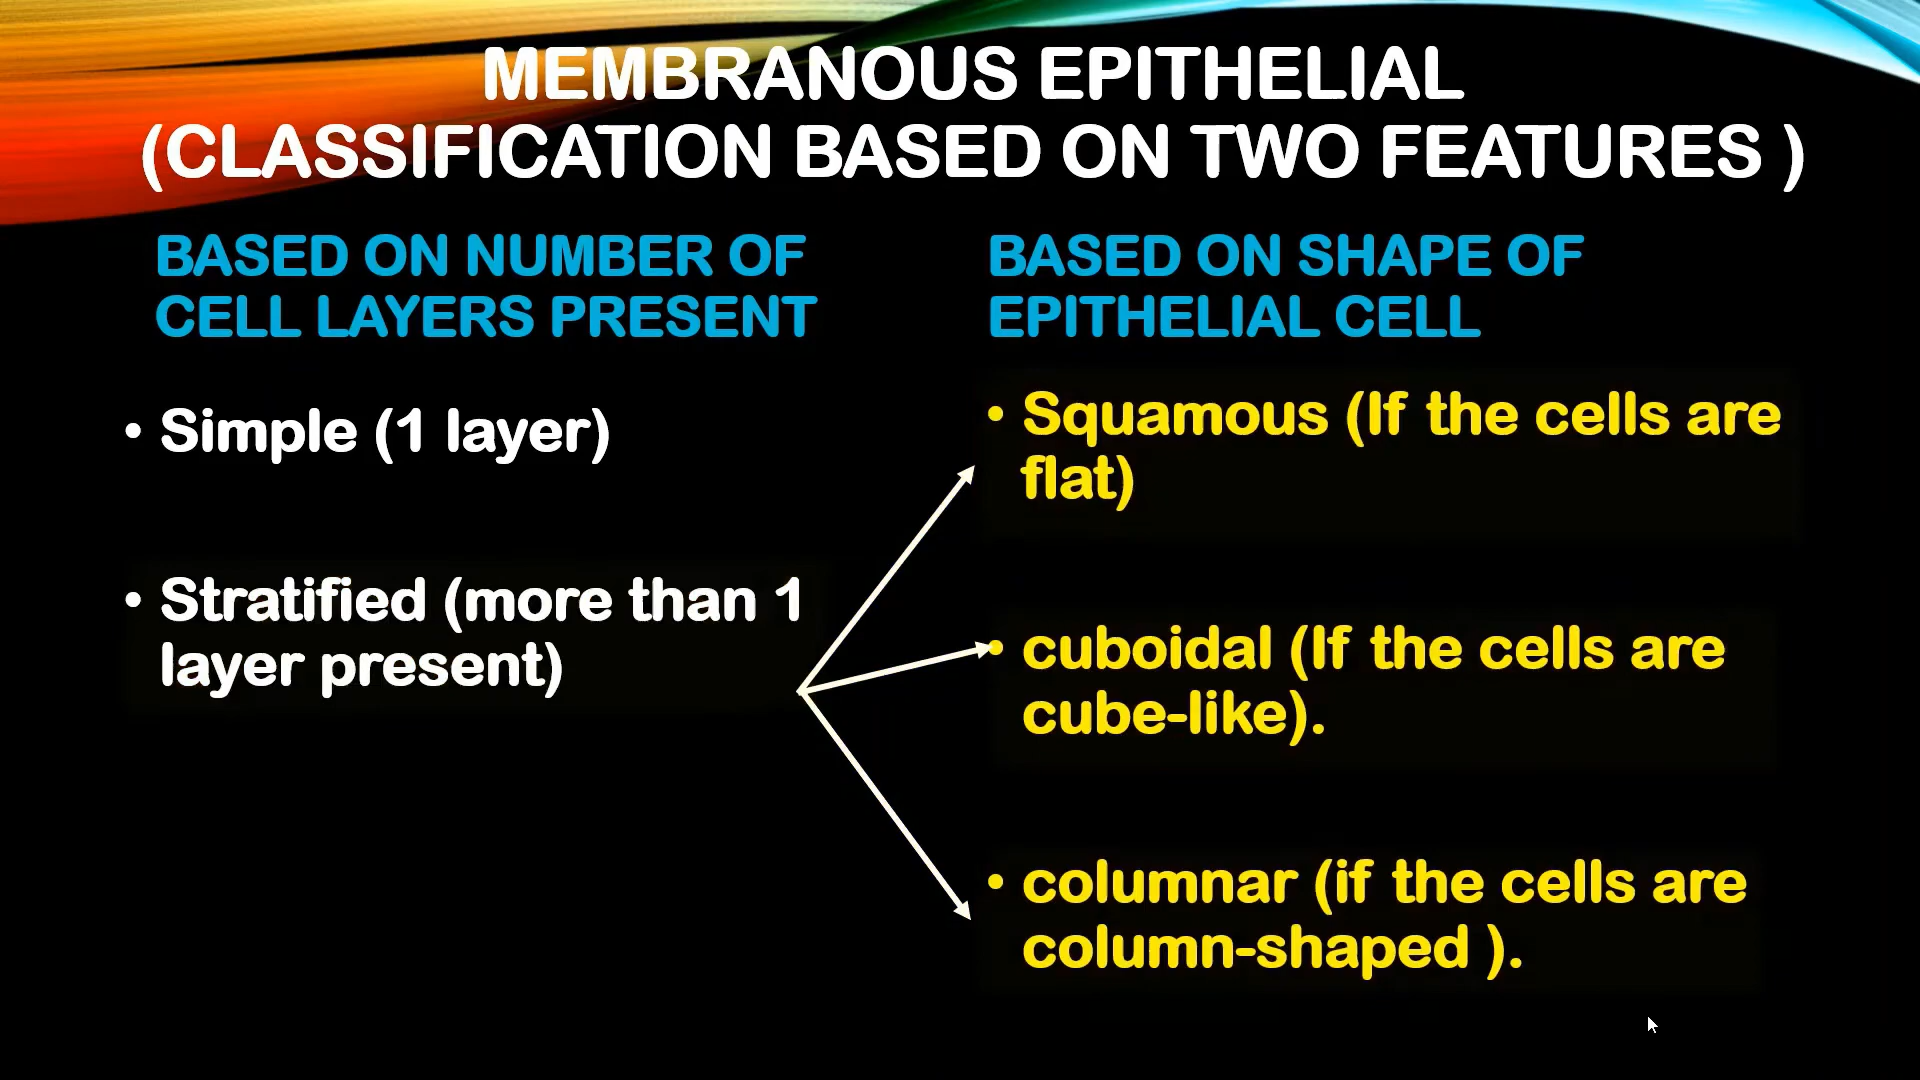 MEMBRANOUS EPITHELIAL
(CLASSIFICATION BASED ON TWO FEATURES )
BASED ON NUMBER OF
CELL LAYERS PRESENT
• Simple (1 layer)
• Stratified (more than 1
layer present)
BASED ON SHAPE OF
EPITHELIAL CELL
• Squamous (If the cells are
flat)
• cuboidal (If the cells are
cube-like).
• columnar (if the cells are
column-shaped ).